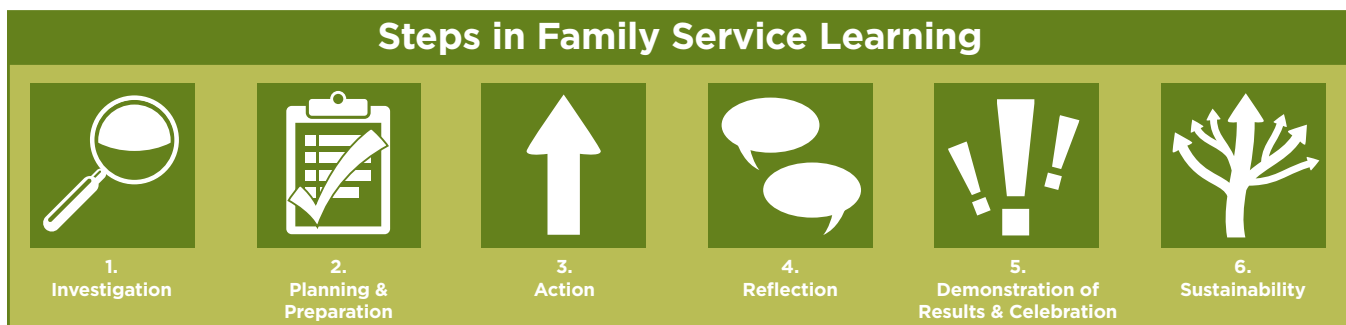 Steps in Family Service Learning
1.
Investigation
2.
Planning &
Preparation
3.
Action
4.
Reflection
5.
Demonstration of
Results & Celebration
6.
Sustainability